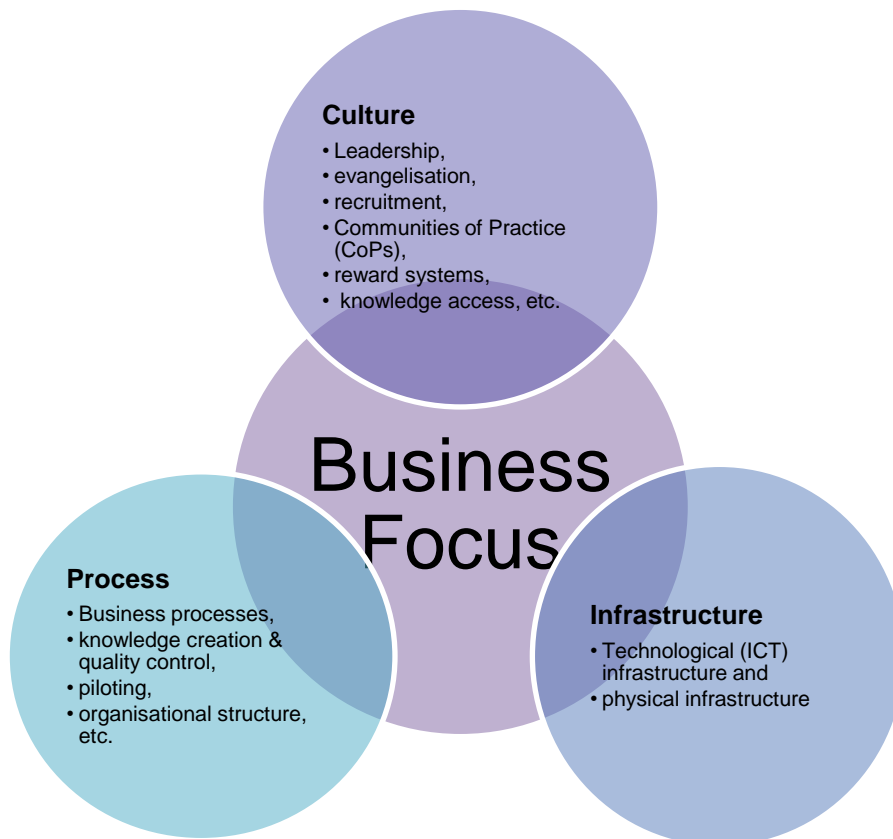 Culture
• Leadership,
• evangelisation,
• recruitment,
• Communities of Practice
(CoPs),
• reward systems,
• knowledge access, etc.
Business
Focus
Process
• Business processes,
• knowledge creation &
quality control,
• piloting,
• organisational structure,
etc.
Infrastructure
• Technological (ICT)
infrastructure and
• physical infrastructure